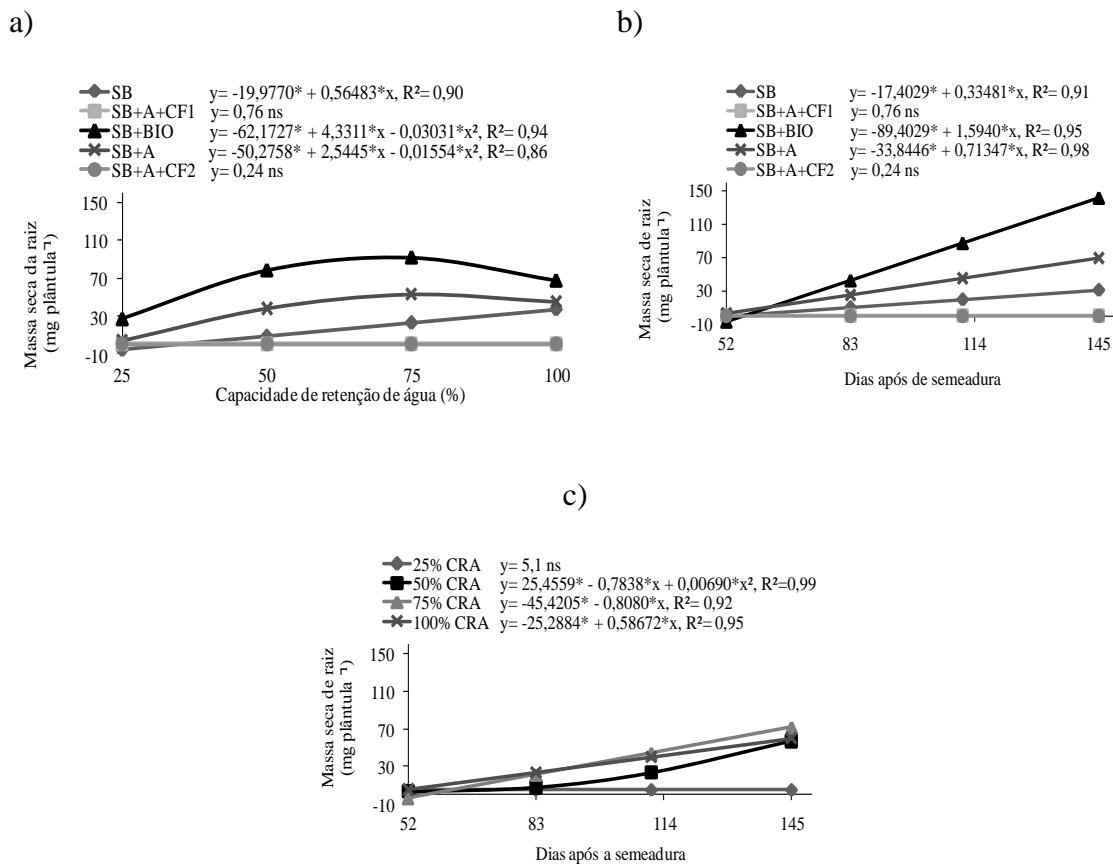 a)
SB y= -19,9770* + 0,56483*x, R²= 0,90
SB+A+CF1 y= 0,76 ns
SB+BIO y= -62,1727* + 4,3311*x - 0,03031*x², R²= 0,94
SB+A y= -50,2758* + 2,5445*x - 0,01554*x², R²= 0,86
SB+A+CF2 y= 0,24 ns
Massa seca da raiz
(mg plântula⁻¹)
150
110
70
30
-10
25 50 75 100
Capacidade de retenção de água (%)
b)
SB y= -17,4029* + 0,33481*x, R²= 0,91
SB+A+CF1 y= 0,76 ns
SB+BIO y= -89,4029* + 1,5940*x, R²= 0,95
SB+A y= -33,8446* + 0,71347*x, R²= 0,98
SB+A+CF2 y= 0,24 ns
Massa seca de raiz
(mg plântula⁻¹)
150
110
70
30
-10
52 83 114 145
Dias após de semeadura
c)
25% CRA y= 5,1 ns
50% CRA y= 25,4559* - 0,7838*x + 0,00690*x², R²=0,99
75% CRA y= -45,4205* - 0,8080*x, R²= 0,92
100% CRA y= -25,2884* + 0,58672*x, R²= 0,95
Massa seca de raiz
(mg plântula⁻¹)
150
110
70
30
-10
52 83 114 145
Dias após a semeadura